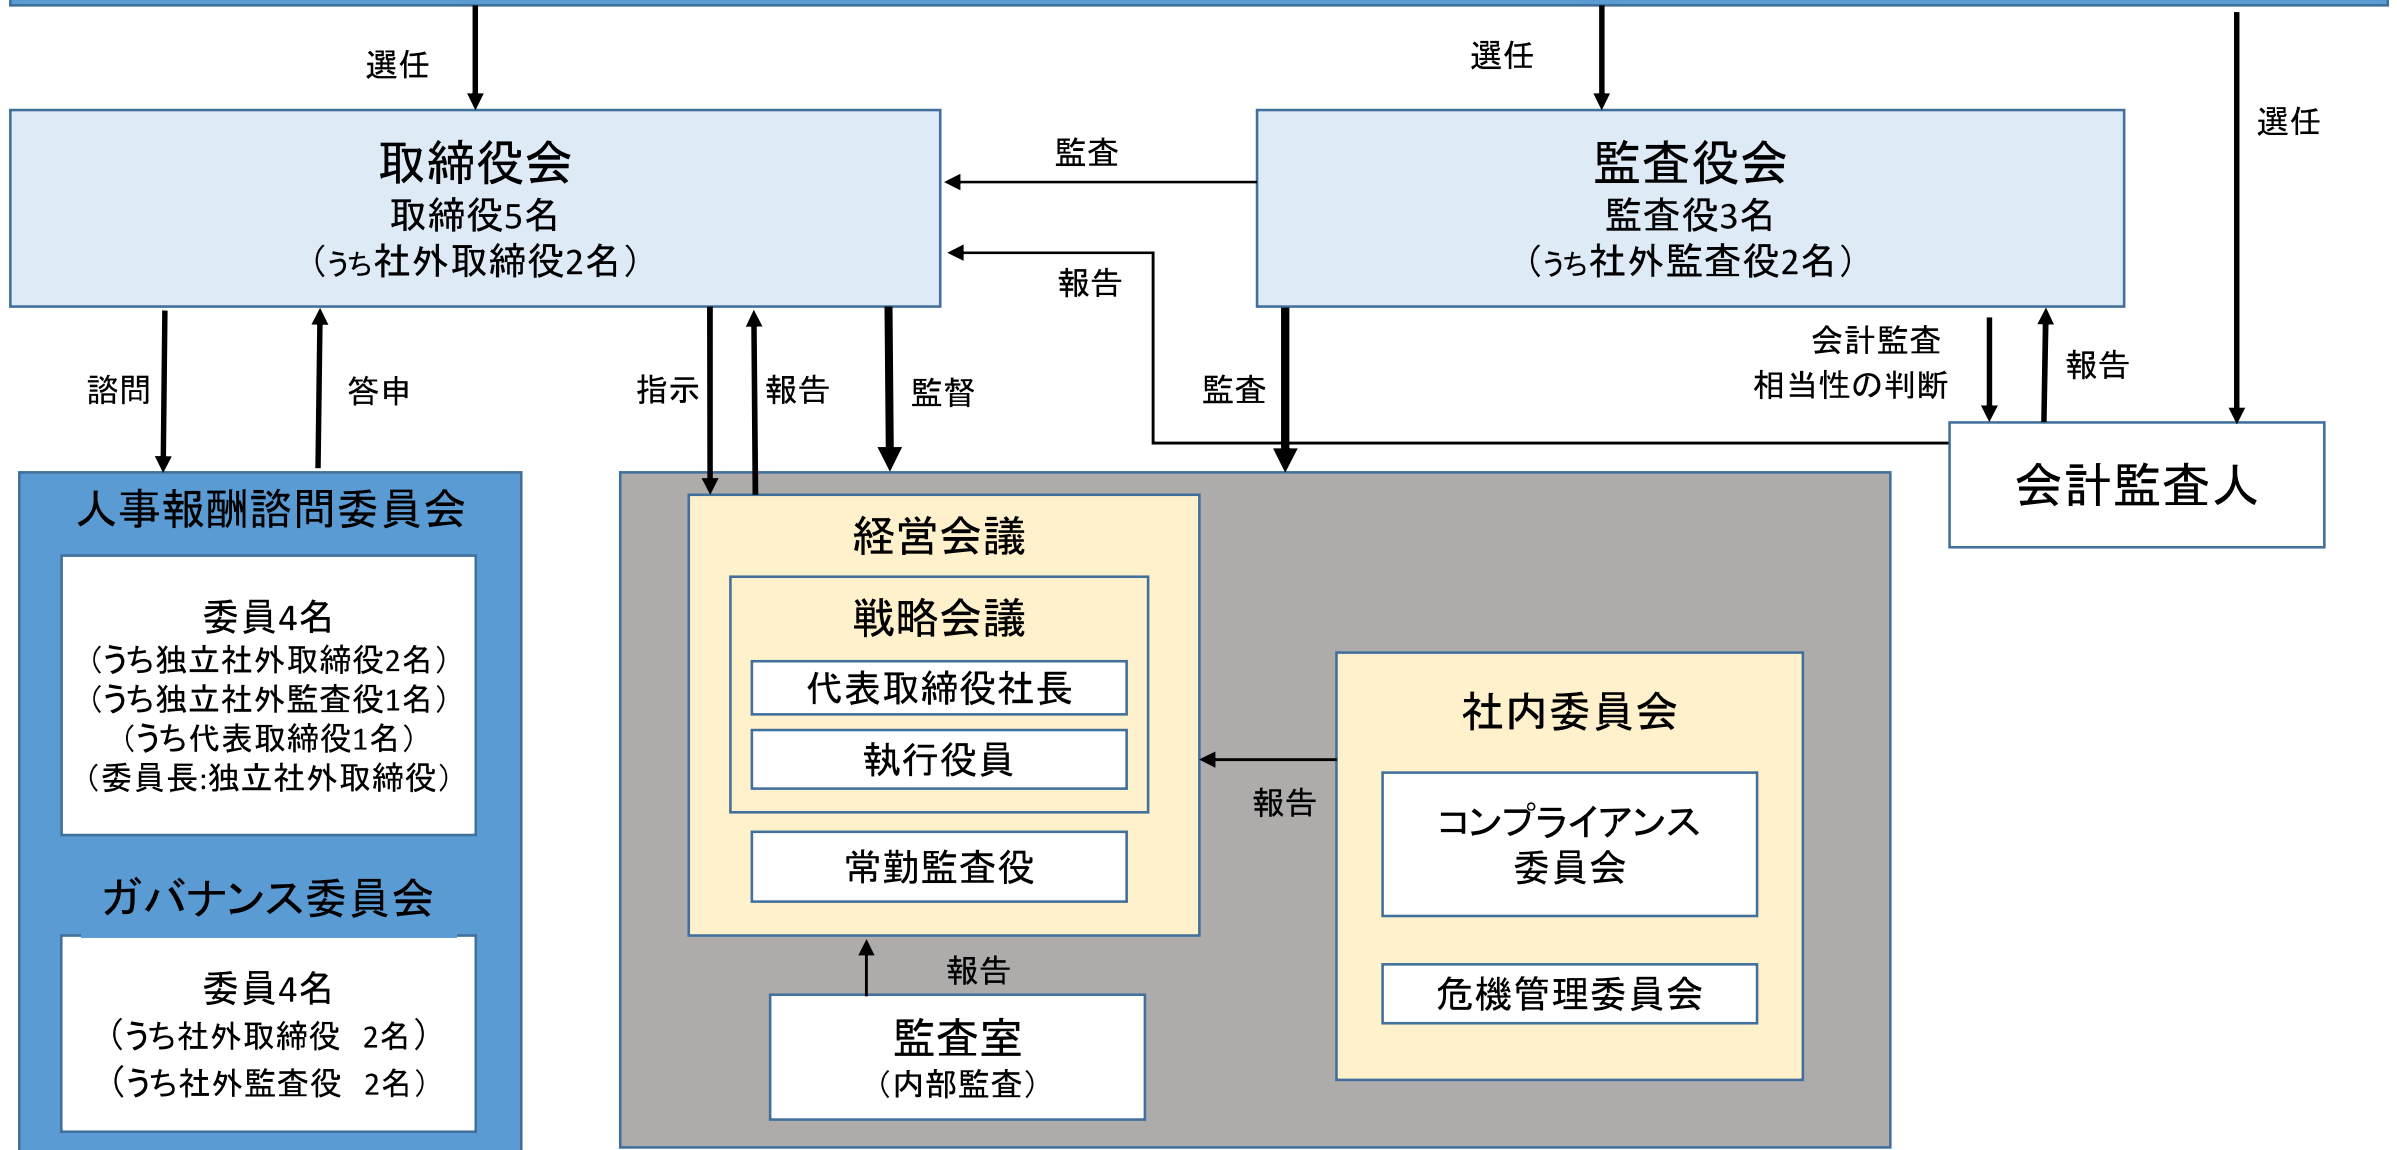 選任
選任
選任
取締役会
取締役5名
（うち社外取締役2名）
監査
報告
監査役会
監査役3名
（うち社外監査役2名）
諮問
答申
指示
報告
監督
監査
会計監査
相当性の判断
報告
会計監査人
人事報酬諮問委員会
委員4名
（うち独立社外取締役2名）
（うち独立社外監査役1名）
（うち代表取締役1名）
（委員長:独立社外取締役）
ガバナンス委員会
委員4名
（うち社外取締役　2名）
（うち社外監査役　2名）
経営会議
戦略会議
代表取締役社長
執行役員
常勤監査役
報告
監査室
（内部監査）
報告
社内委員会
コンプライアンス
委員会
危機管理委員会